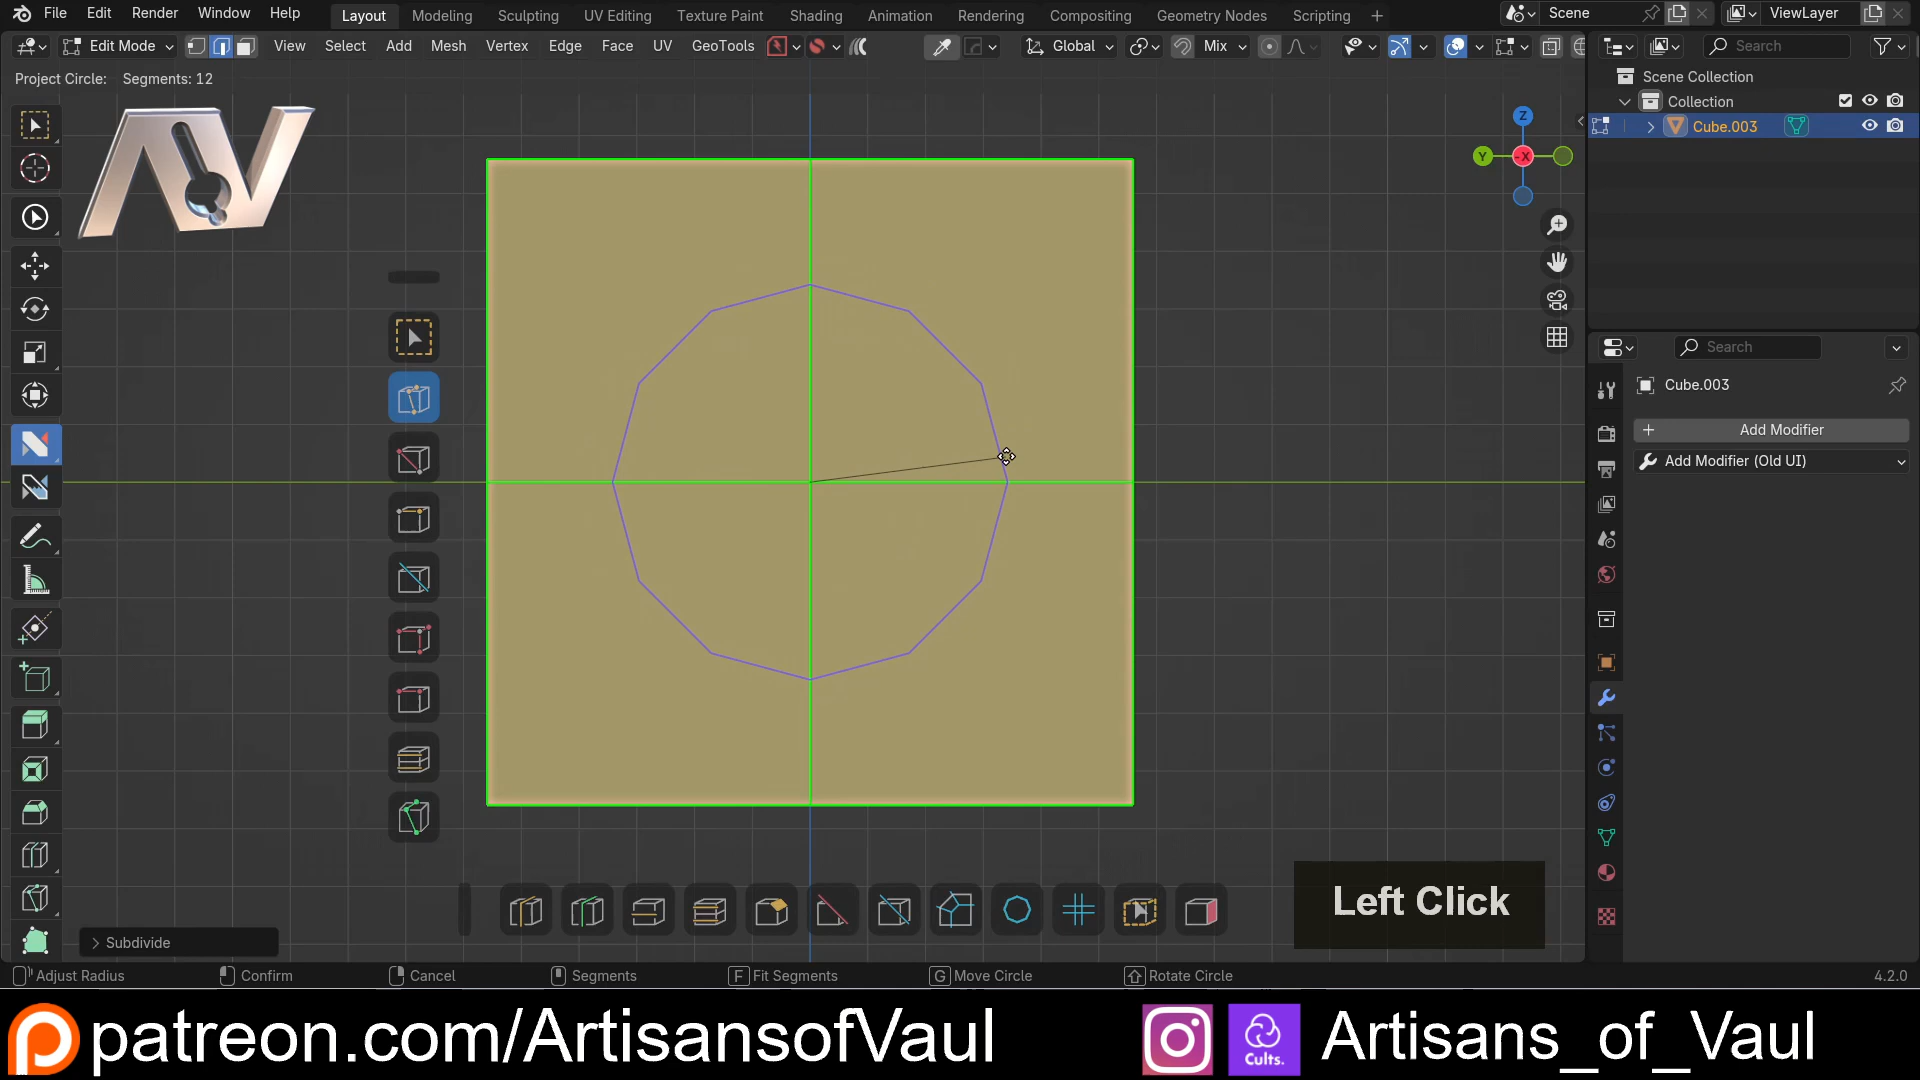 File Edit Render Window Help Layout Modeling Sculpting UV Editing Texture Paint Shading Animation Rendering Compositing Geometry Nodes Scripting + Scene ViewLayer
Edit Mode View Select Add Mesh Vertex Edge Face UV GeoTools Global Mix Search
Project Circle: Segments: 12
Scene Collection
Collection
Cube.003
AV
Z
Y
-X
Search
Cube.003
+ Add Modifier
Add Modifier (Old UI)
Left Click
Subdivide
Adjust Radius Confirm Cancel Segments F Fit Segments G Move Circle Rotate Circle 4.2.0
patreon.com/ArtisansofVaul Cults. Artisans_of_Vaul